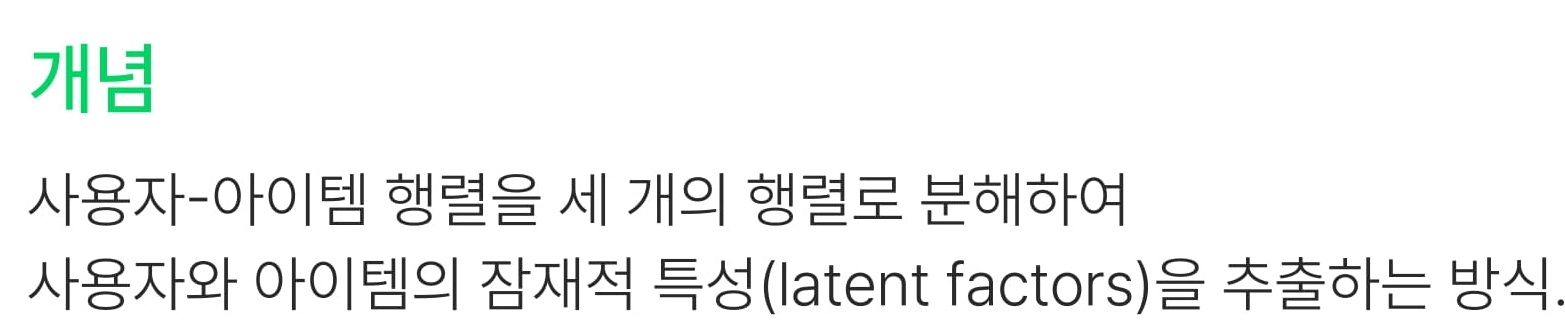 개념
사용자-아이템 행렬을 세 개의 행렬로 분해하여
사용자와 아이템의 잠재적 특성(latent factors)을 추출하는 방식.